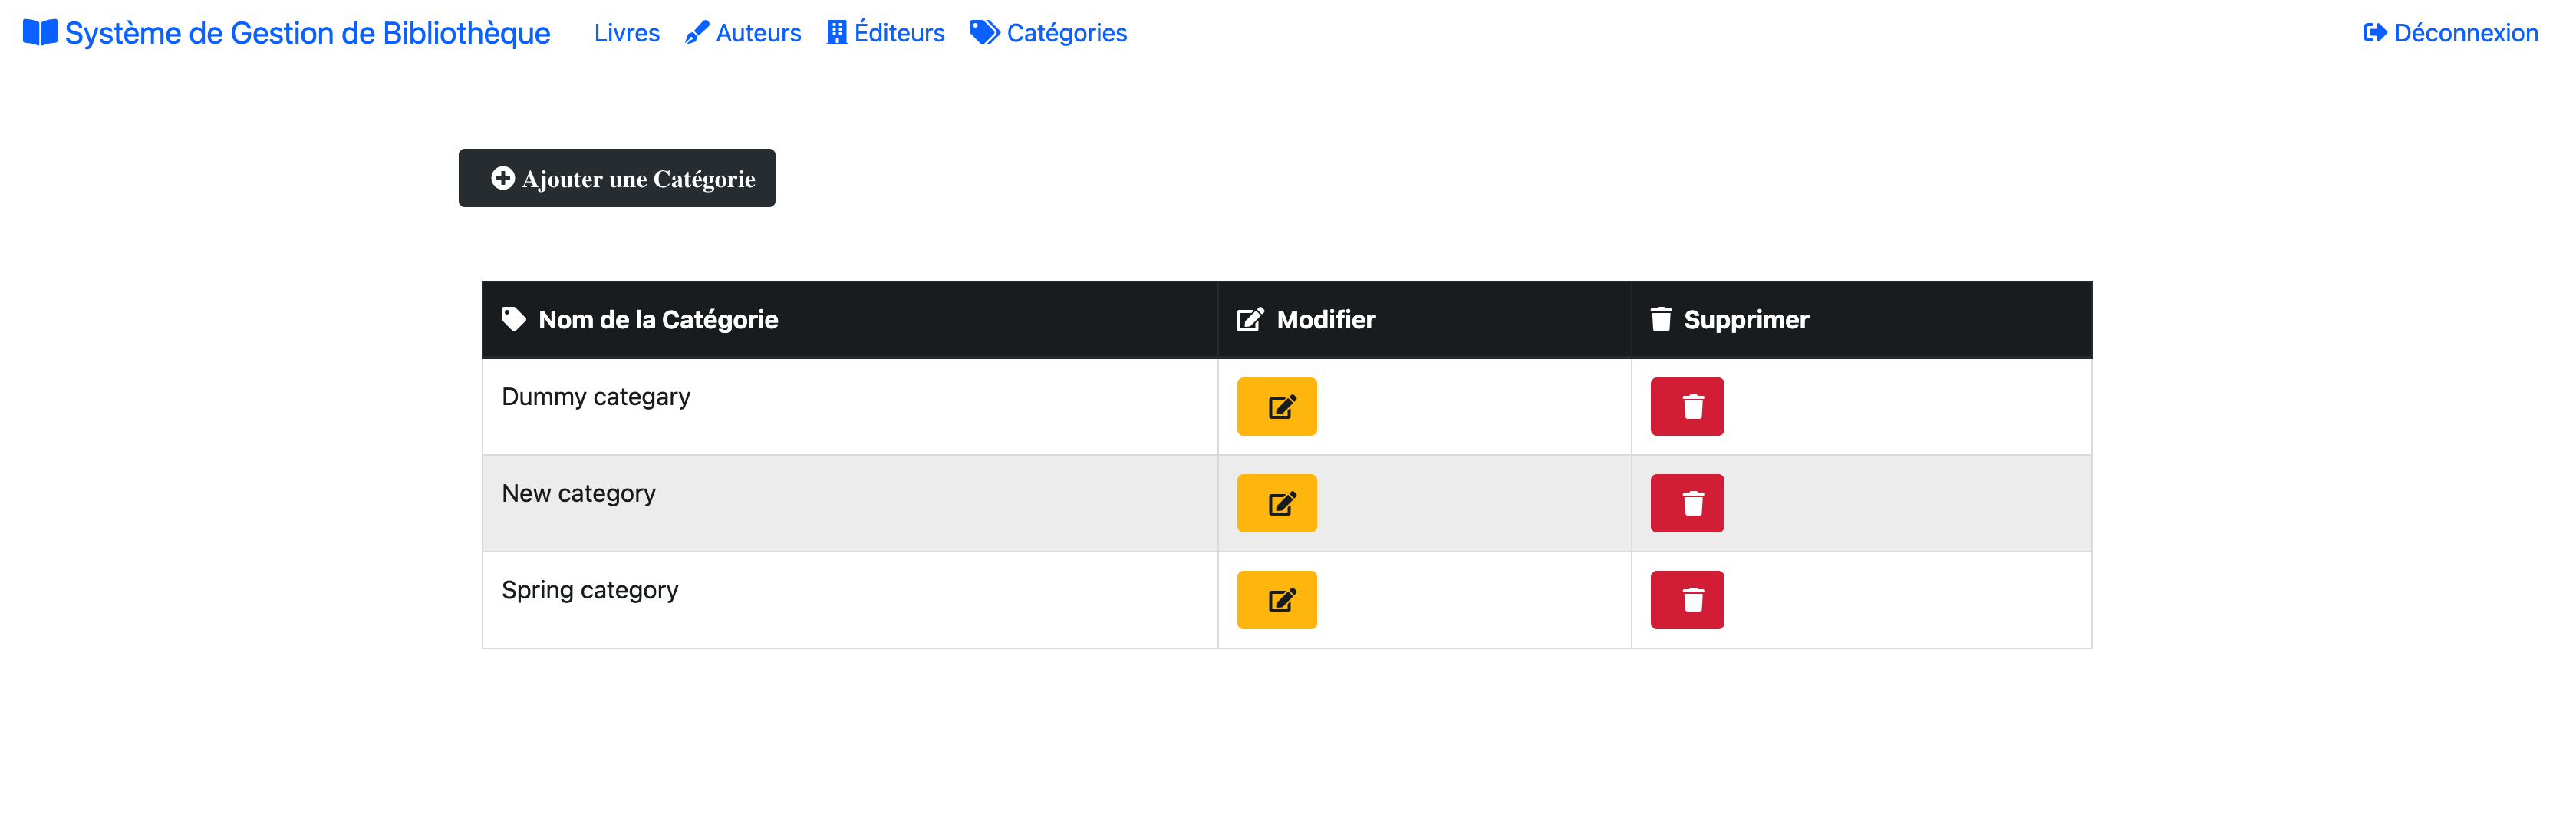 Système de Gestion de Bibliothèque Livres Auteurs Éditeurs Catégories Déconnexion
Ajouter une Catégorie
Nom de la Catégorie Modifier Supprimer
Dummy categary
New category
Spring category